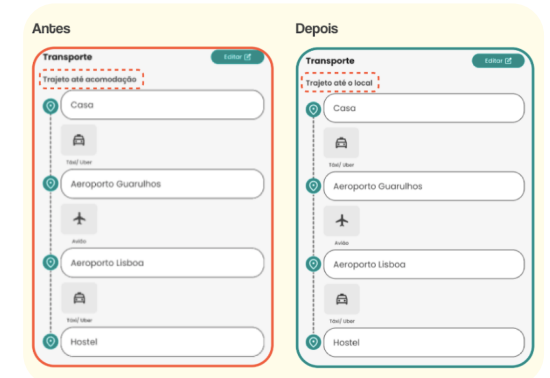 Antes
Transporte
Editar
Trajeto até acomodação
Casa
Táxi/ Uber
Aeroporto Guarulhos
Avião
Aeroporto Lisboa
Táxi/ Uber
Hostel
Depois
Transporte
Editar
Trajeto até o local
Casa
Táxi/ Uber
Aeroporto Guarulhos
Avião
Aeroporto Lisboa
Táxi/ Uber
Hostel